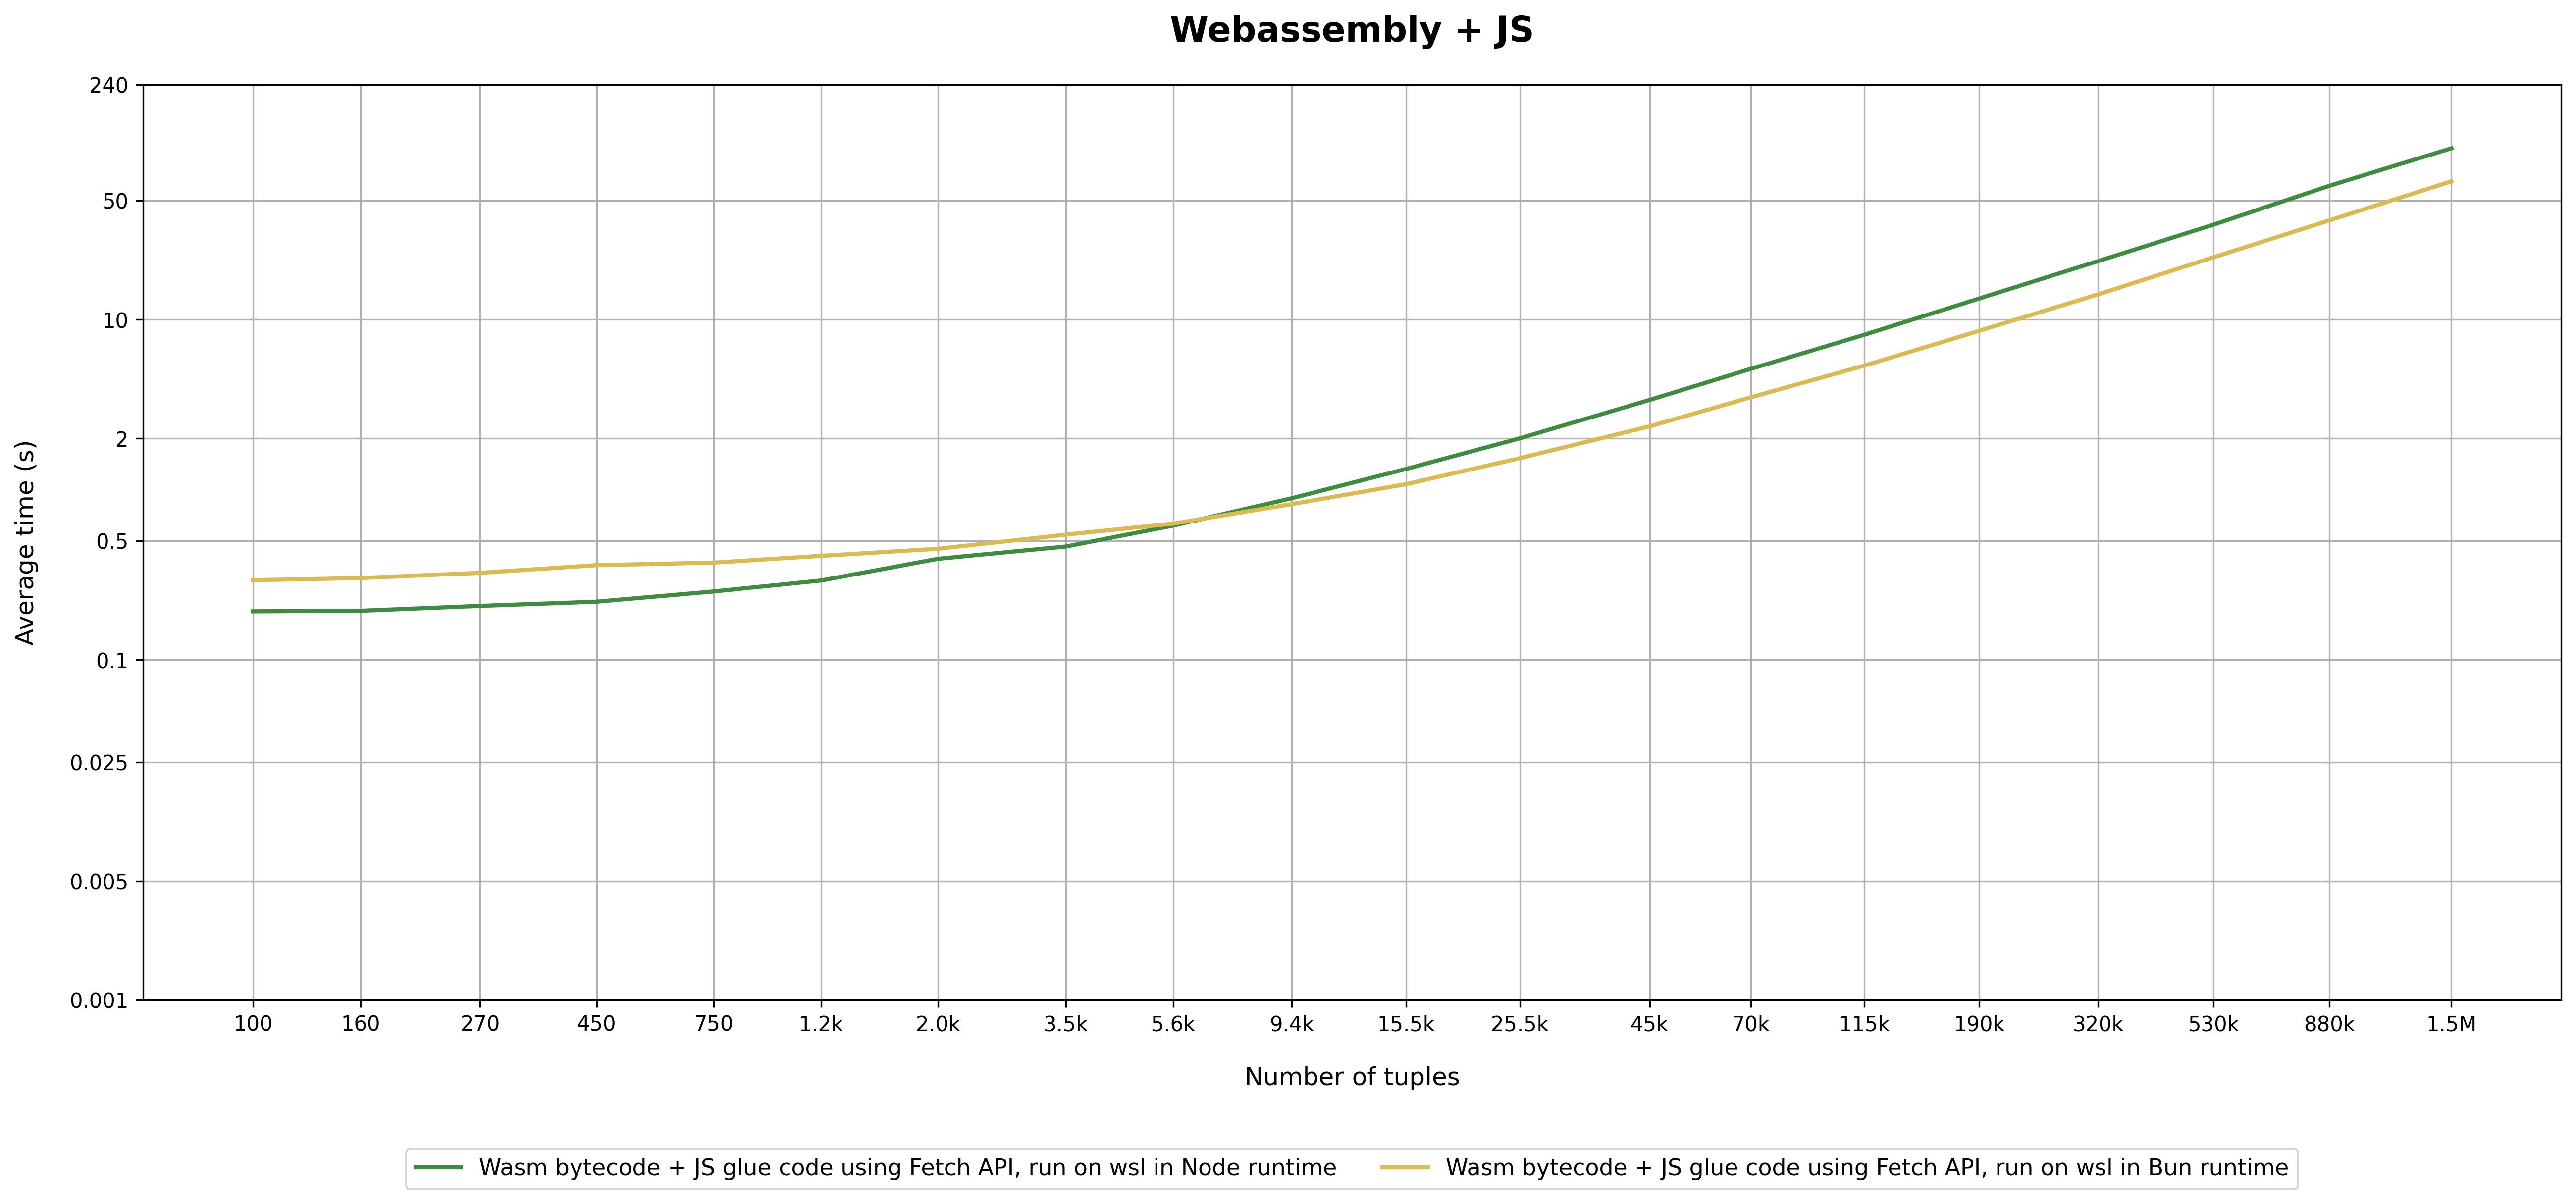 Webassembly + JS
240
50
10
2
0.5
0.1
0.025
0.005
0.001
Average time (s)
100 160 270 450 750 1.2k 2.0k 3.5k 5.6k 9.4k 15.5k 25.5k 45k 70k 115k 190k 320k 530k 880k 1.5M
Number of tuples
Wasm bytecode + JS glue code using Fetch API, run on wsl in Node runtime Wasm bytecode + JS glue code using Fetch API, run on wsl in Bun runtime